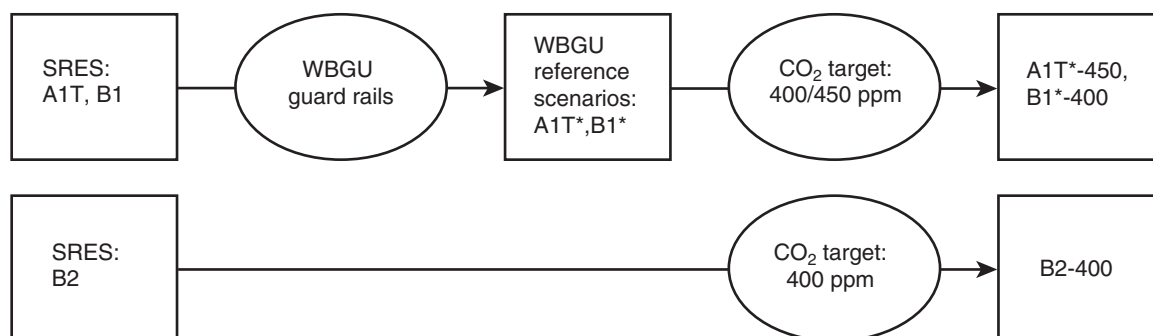 SRES:
A1T, B1
WBGU
guard rails
WBGU
reference
scenarios:
A1T*,B1*
CO₂ target:
400/450 ppm
A1T*-450,
B1*-400
SRES:
B2
CO₂ target:
400 ppm
B2-400